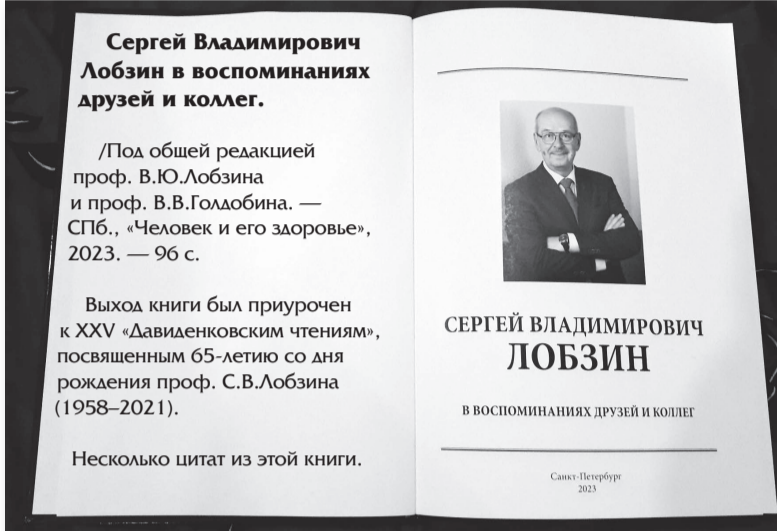 Сергей Владимирович
Лобзин в воспоминаниях
друзей и коллег.
/Под общей редакцией
проф. В.Ю.Лобзина
и проф. В.В.Голдобина. —
СПб., «Человек и его здоровье»,
2023. — 96 с.
Выход книги был приурочен
к XXV «Давиденковским чтениям»,
посвященным 65-летию со дня
рождения проф. С.В.Лобзина
(1958–2021).
Несколько цитат из этой книги.
СЕРГЕЙ ВЛАДИМИРОВИЧ
ЛОБЗИН
В ВОСПОМИНАНИЯХ ДРУЗЕЙ И КОЛЛЕГ
Санкт-Петербург
2023